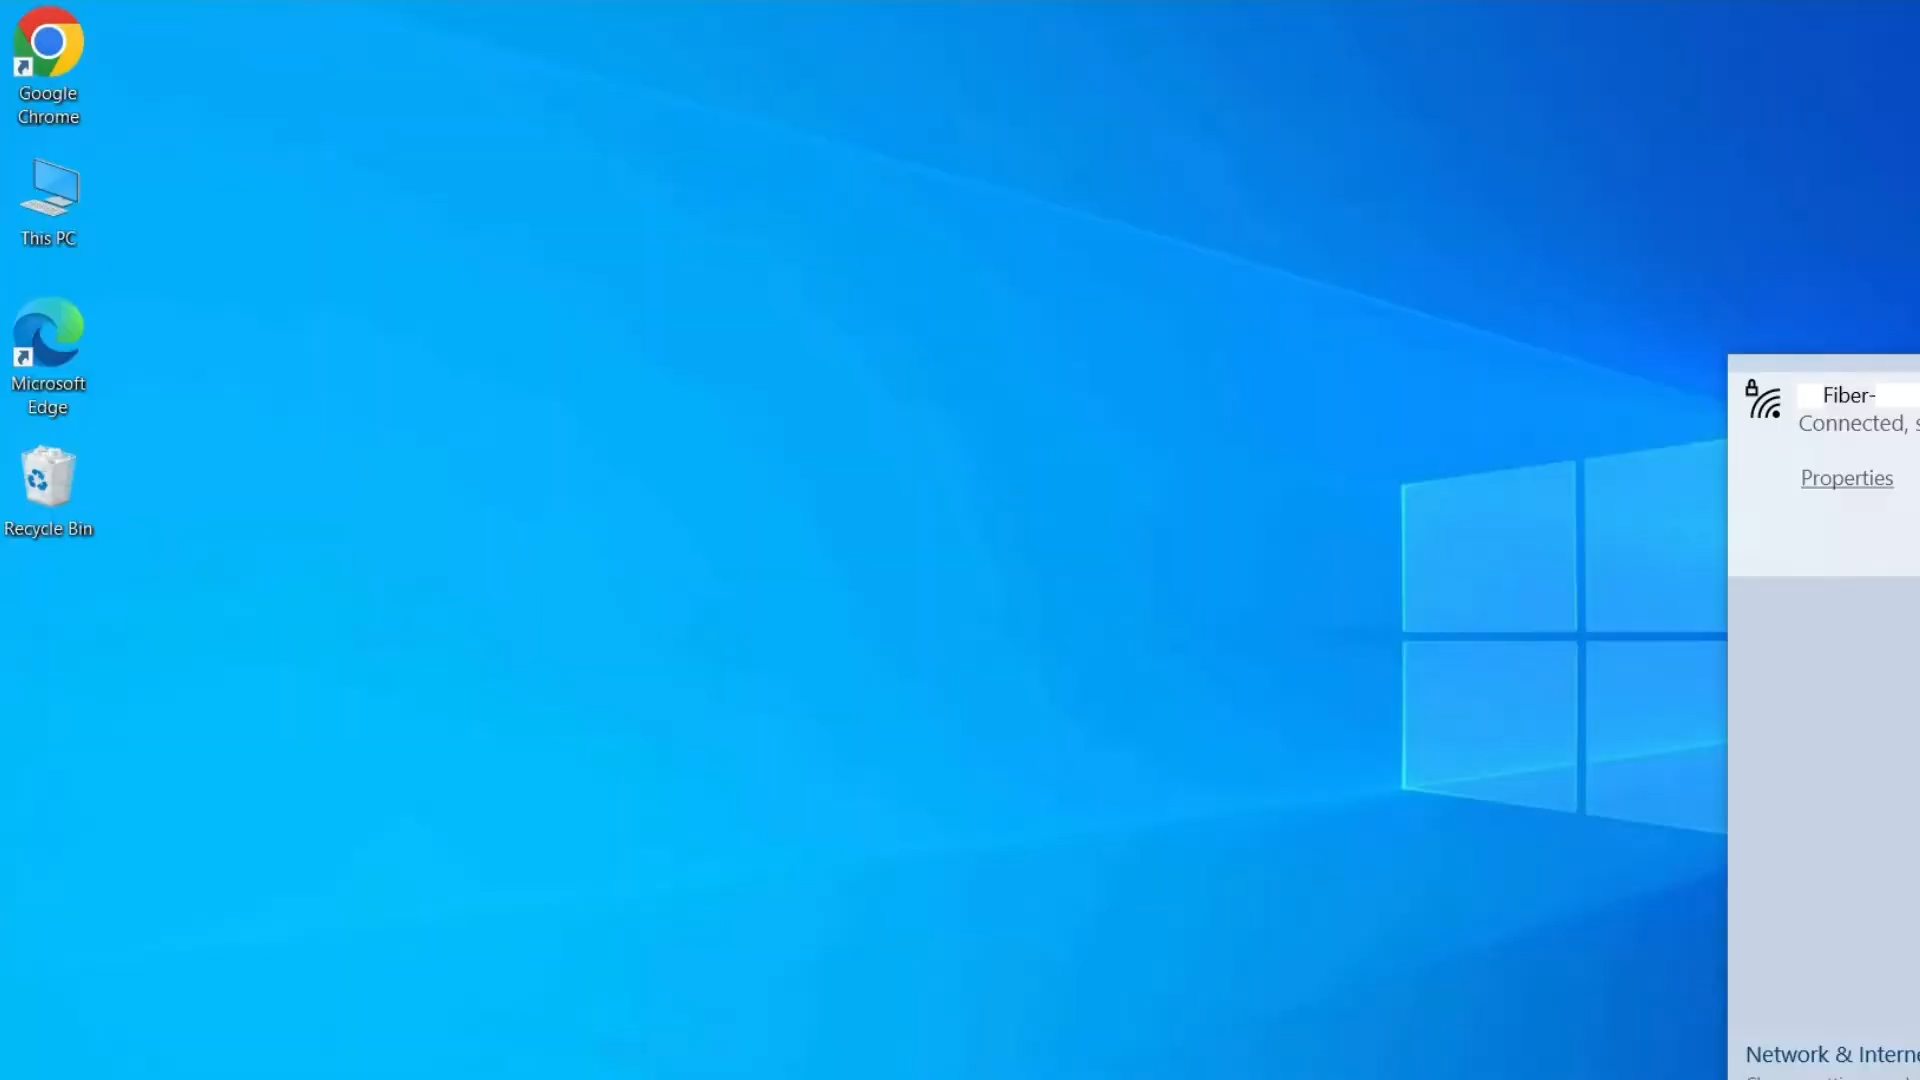 Google
Chrome
This PC
Microsoft
Edge
Recycle Bin
Fiber-
Connected, s
Properties
Network & Interne